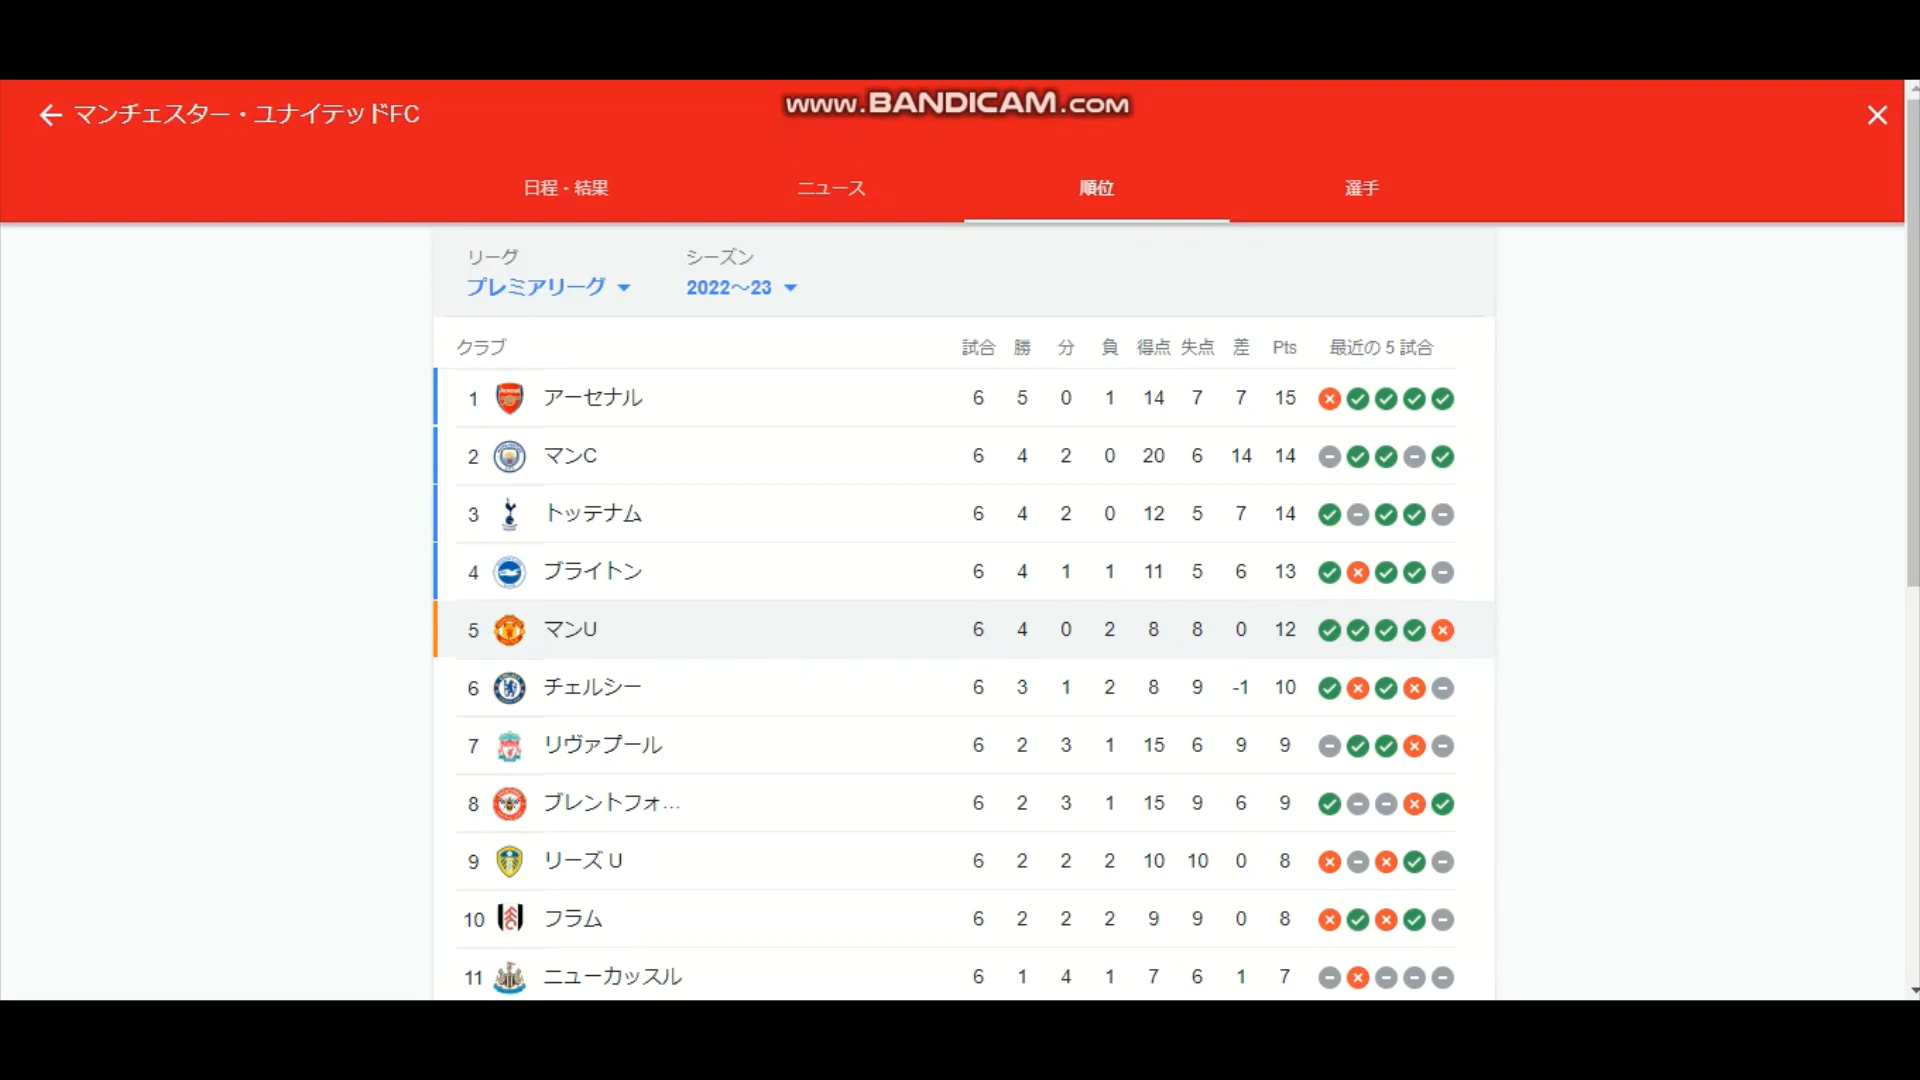 www.BANDICAM.com
マンチェスター・ユナイテッドFC
日程 - 結果 ニュース 順位 選手
リーグ シーズン
プレミアリーグ 2022～23
クラブ 試合 勝 分 負 得点 失点 差 Pts 最近の 5 試合
1 アーセナル 6 5 0 1 14 7 7 15
2 マンC 6 4 2 0 20 6 14 14
3 トッテナム 6 4 2 0 12 5 7 14
4 ブライトン 6 4 1 1 11 5 6 13
5 マンU 6 4 0 2 8 8 0 12
6 チェルシー 6 3 1 2 8 9 -1 10
7 リヴァプール 6 2 3 1 15 6 9 9
8 ブレントフォ... 6 2 3 1 15 9 6 9
9 リーズ U 6 2 2 2 10 10 0 8
10 フラム 6 2 2 2 9 9 0 8
11 ニューカッスル 6 1 4 1 7 6 1 7